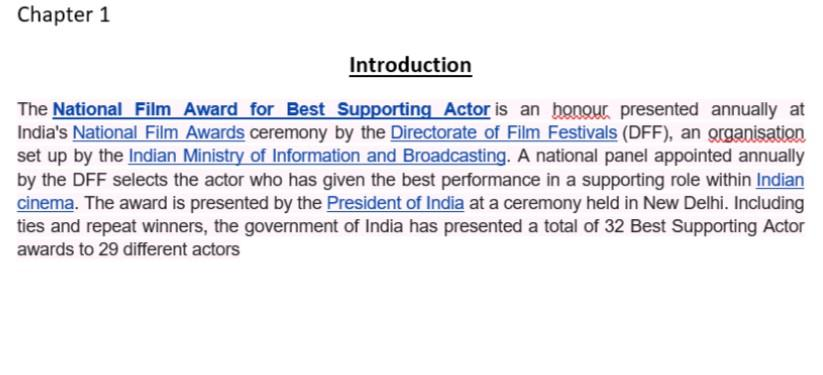 Chapter 1
Introduction
The National Film Award for Best Supporting Actor is an honour presented annually at
India's National Film Awards ceremony by the Directorate of Film Festivals (DFF), an organisation
set up by the Indian Ministry of Information and Broadcasting. A national panel appointed annually
by the DFF selects the actor who has given the best performance in a supporting role within Indian
cinema. The award is presented by the President of India at a ceremony held in New Delhi. Including
ties and repeat winners, the government of India has presented a total of 32 Best Supporting Actor
awards to 29 different actors